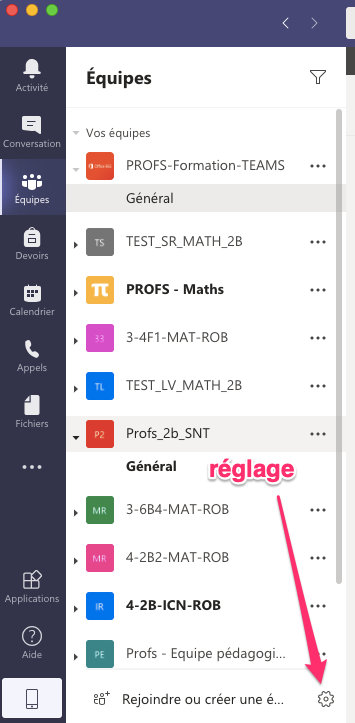 Équipes
Activité
Vos équipes
Conversation
Office 365
PROFS-Formation-TEAMS
Général
Équipes
TS
TEST_SR_MATH_2B
Devoirs
PROFS - Maths
Calendrier
33
3-4F1-MAT-ROB
Appels
TL
TEST_LV_MATH_2B
Fichiers
P2
Profs_2b_SNT
Général
réglage
MR
3-6B4-MAT-ROB
MR
4-2B2-MAT-ROB
Applications
IR
4-2B-ICN-ROB
Aide
PE
Profs - Equipe pédagogi...
Rejoindre ou créer une é...